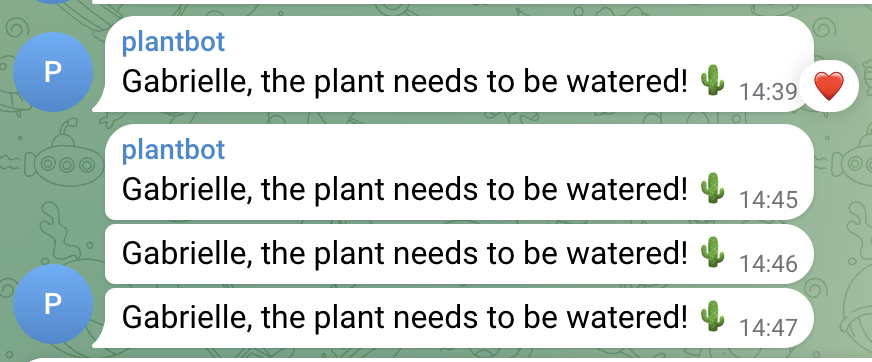 P
plantbot
Gabrielle, the plant needs to be watered! 🌵 14:39
plantbot
Gabrielle, the plant needs to be watered! 🌵 14:45
Gabrielle, the plant needs to be watered! 🌵 14:46
P
Gabrielle, the plant needs to be watered! 🌵 14:47